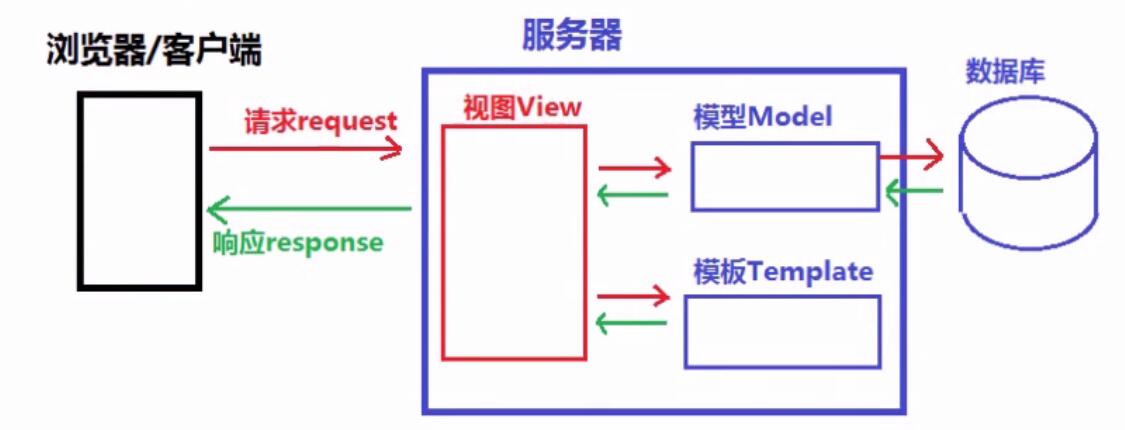 浏览器/客户端
服务器
数据库
请求request
视图View
模型Model
响应response
模板Template